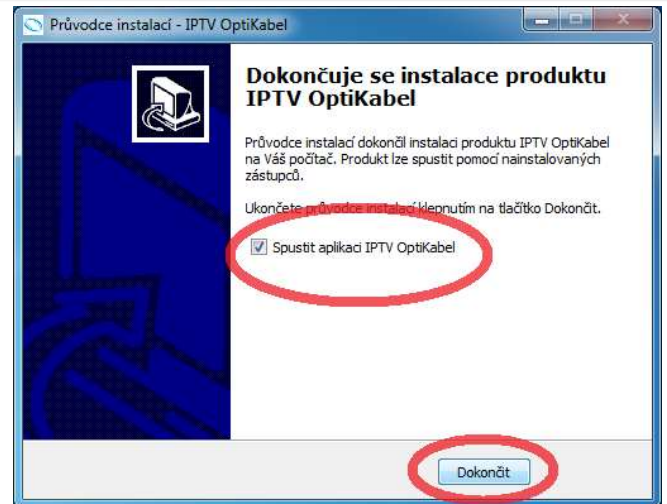 Průvodce instalací - IPTV OptiKabel
Dokončuje se instalace produktu
IPTV OptiKabel
Průvodce instalací dokončil instalaci produktu IPTV OptiKabel
na Váš počítač. Produkt lze spustit pomocí nainstalovaných
zástupců.
Ukončete průvodce instalací klepnutím na tlačítko Dokončit.
Spustit aplikaci IPTV OptiKabel
Dokončit